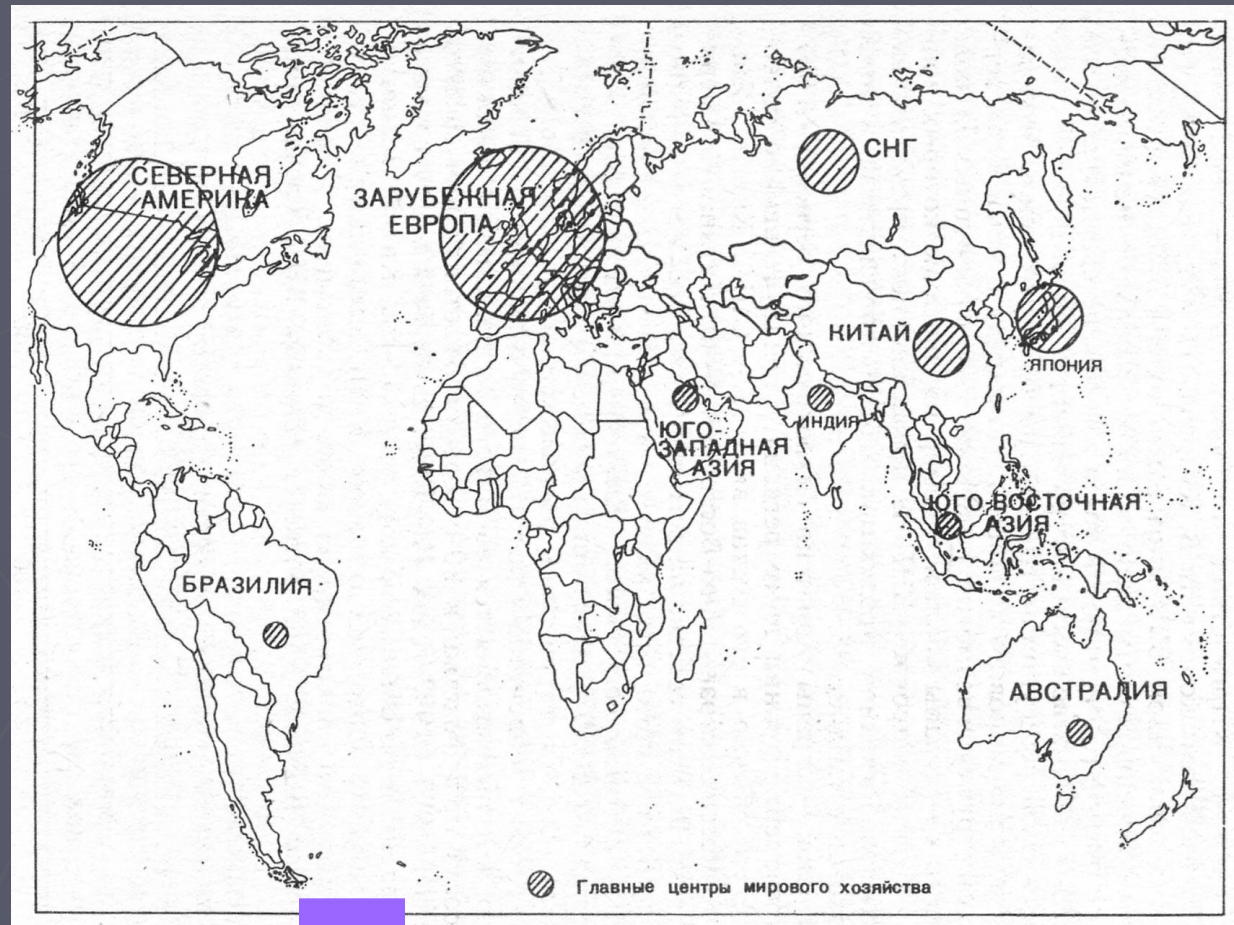 СЕВЕРНАЯ
АМЕРИКА
ЗАРУБЕЖНАЯ
ЕВРОПА
СНГ
КИТАЙ
ЯПОНИЯ
ЮГО-
ЗАПАДНАЯ
АЗИЯ
ИНДИЯ
ЮГО-ВОСТОЧНАЯ
АЗИЯ
БРАЗИЛИЯ
АВСТРАЛИЯ
Главные центры мирового хозяйства